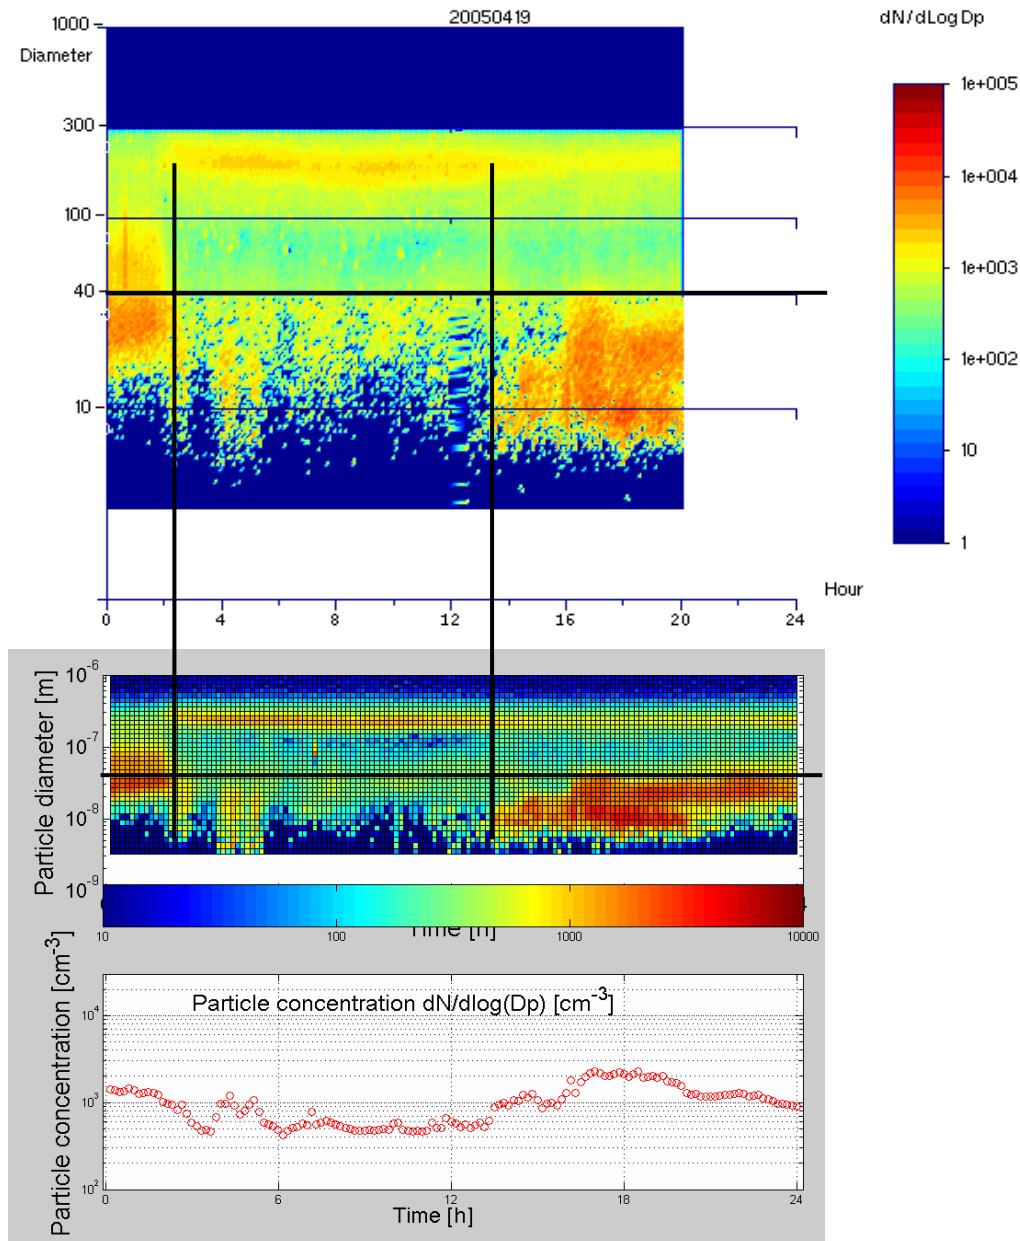 20050419
dN/dLogDp
1000
Diameter
300
100
40
10
1e+005
1e+004
1e+003
1e+002
10
1
Hour
0 4 8 12 16 20 24
Particle diameter [m]
10^-6
10^-7
10^-8
10^-9
10 100 1000 10000
Time [h]
Particle concentration dN/dlog(Dp) [cm^-3]
Particle concentration [cm^-3]
10^4
10^3
10^2
0 6 12 18 24
Time [h]